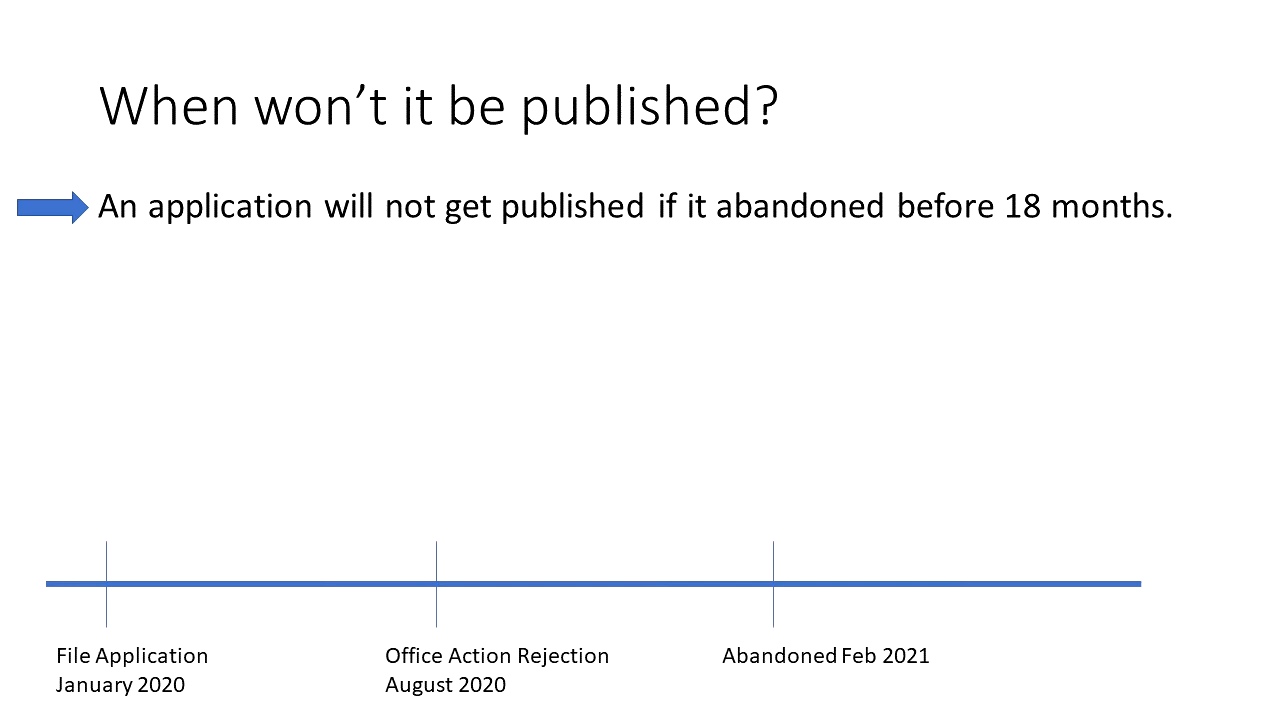 When won’t it be published?
An application will not get published if it abandoned before 18 months.
File Application
January 2020
Office Action Rejection
August 2020
Abandoned Feb 2021